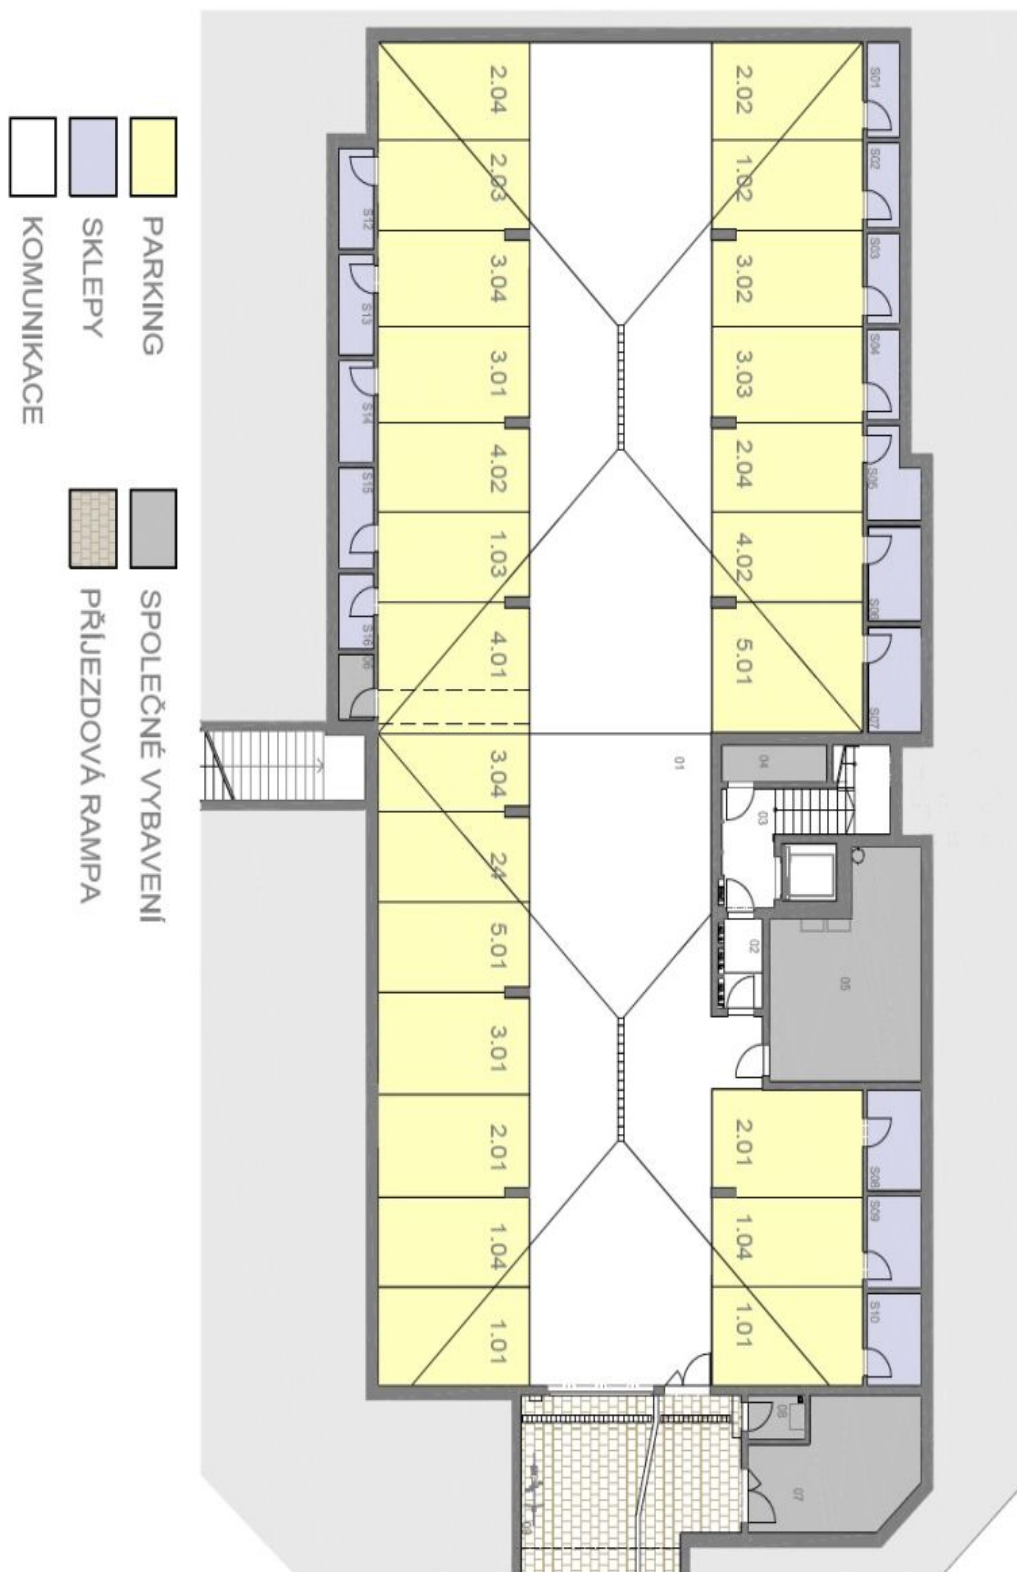 PARKING
SKLEPY
KOMUNIKACE
SPOLEČNÉ VYBAVENÍ
PŘÍJEZDOVÁ RAMPA
2.04
2.03
3.04
3.01
4.02
1.03
4.01
3.04
24
5.01
3.01
2.01
1.04
1.01
2.02
1.02
3.02
3.03
2.04
4.02
5.01
2.01
1.04
1.01
S01
S02
S03
S04
S05
S06
S07
S08
S09
S10
S12
S13
S14
S15
S16
06
01
04
03
02
05
08
07
09